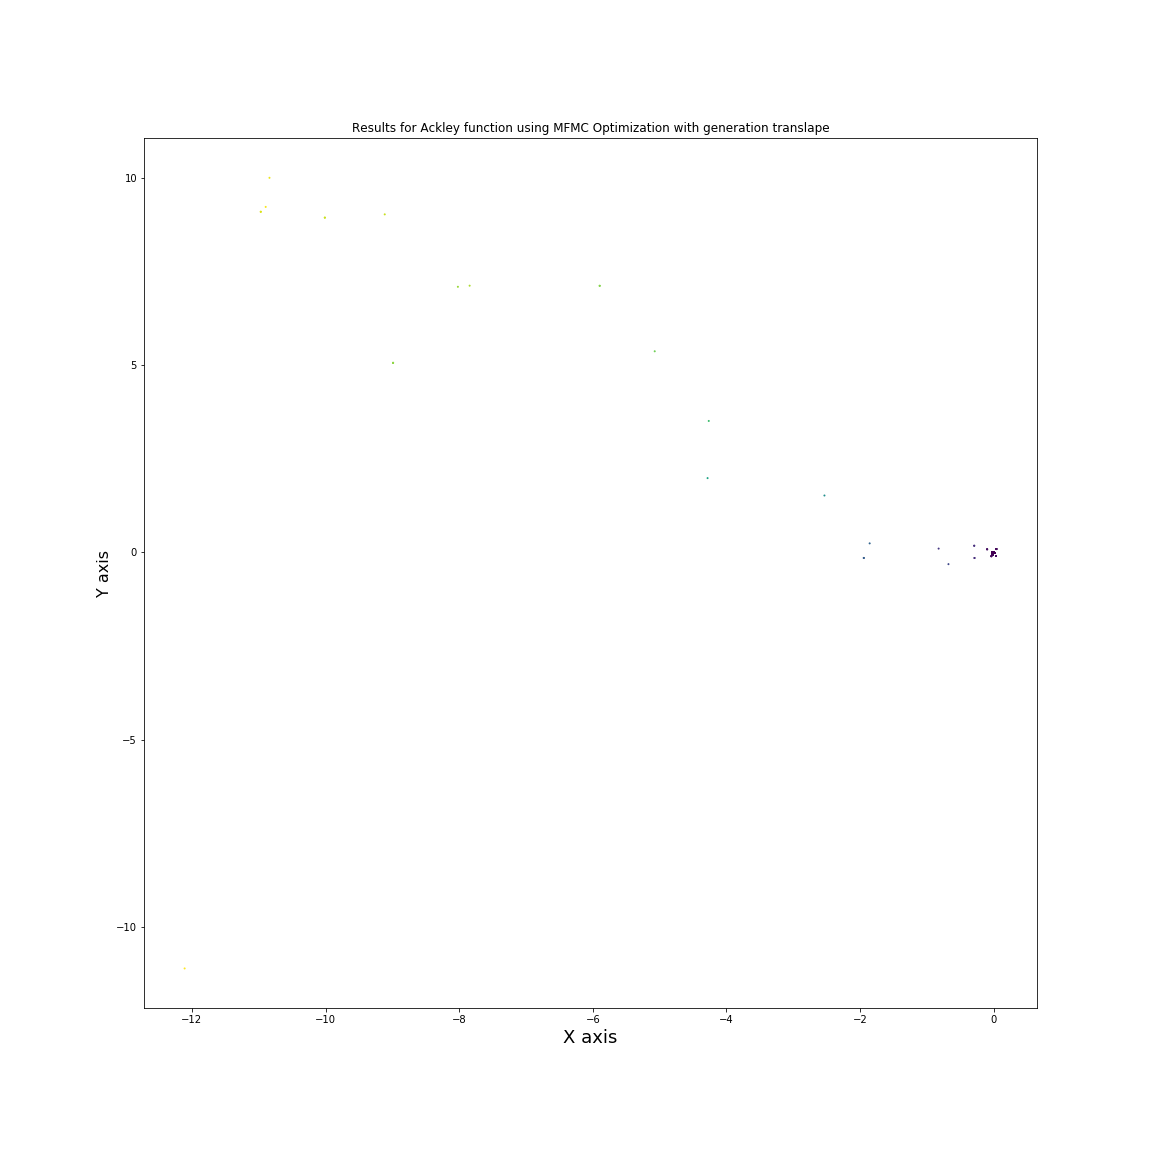 Results for Ackley function using MFMC Optimization with generation translape
10
5
0
−5
−10
Y axis
−12 −10 −8 −6 −4 −2 0
X axis